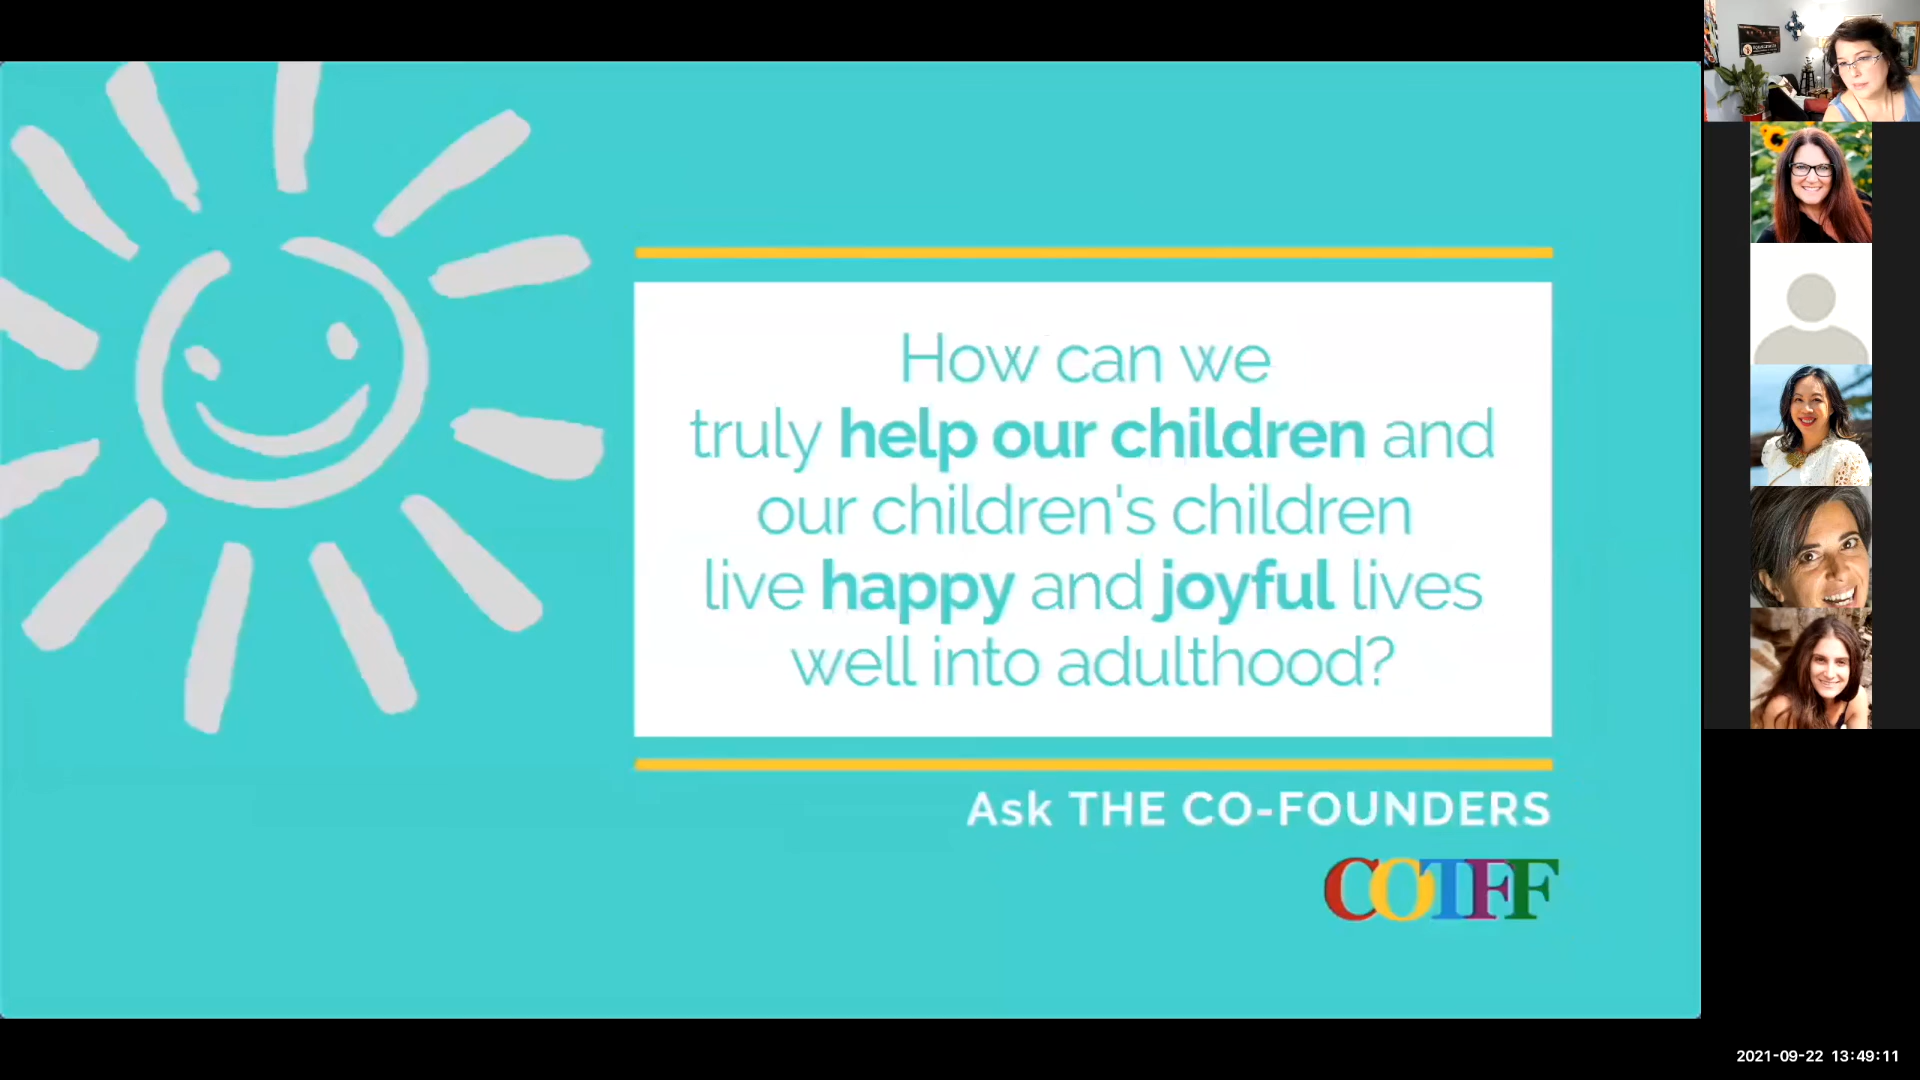 How can we
truly help our children and
our children's children
live happy and joyful lives
well into adulthood?
Ask THE CO-FOUNDERS
COTFF
2021-09-22 13:49:11